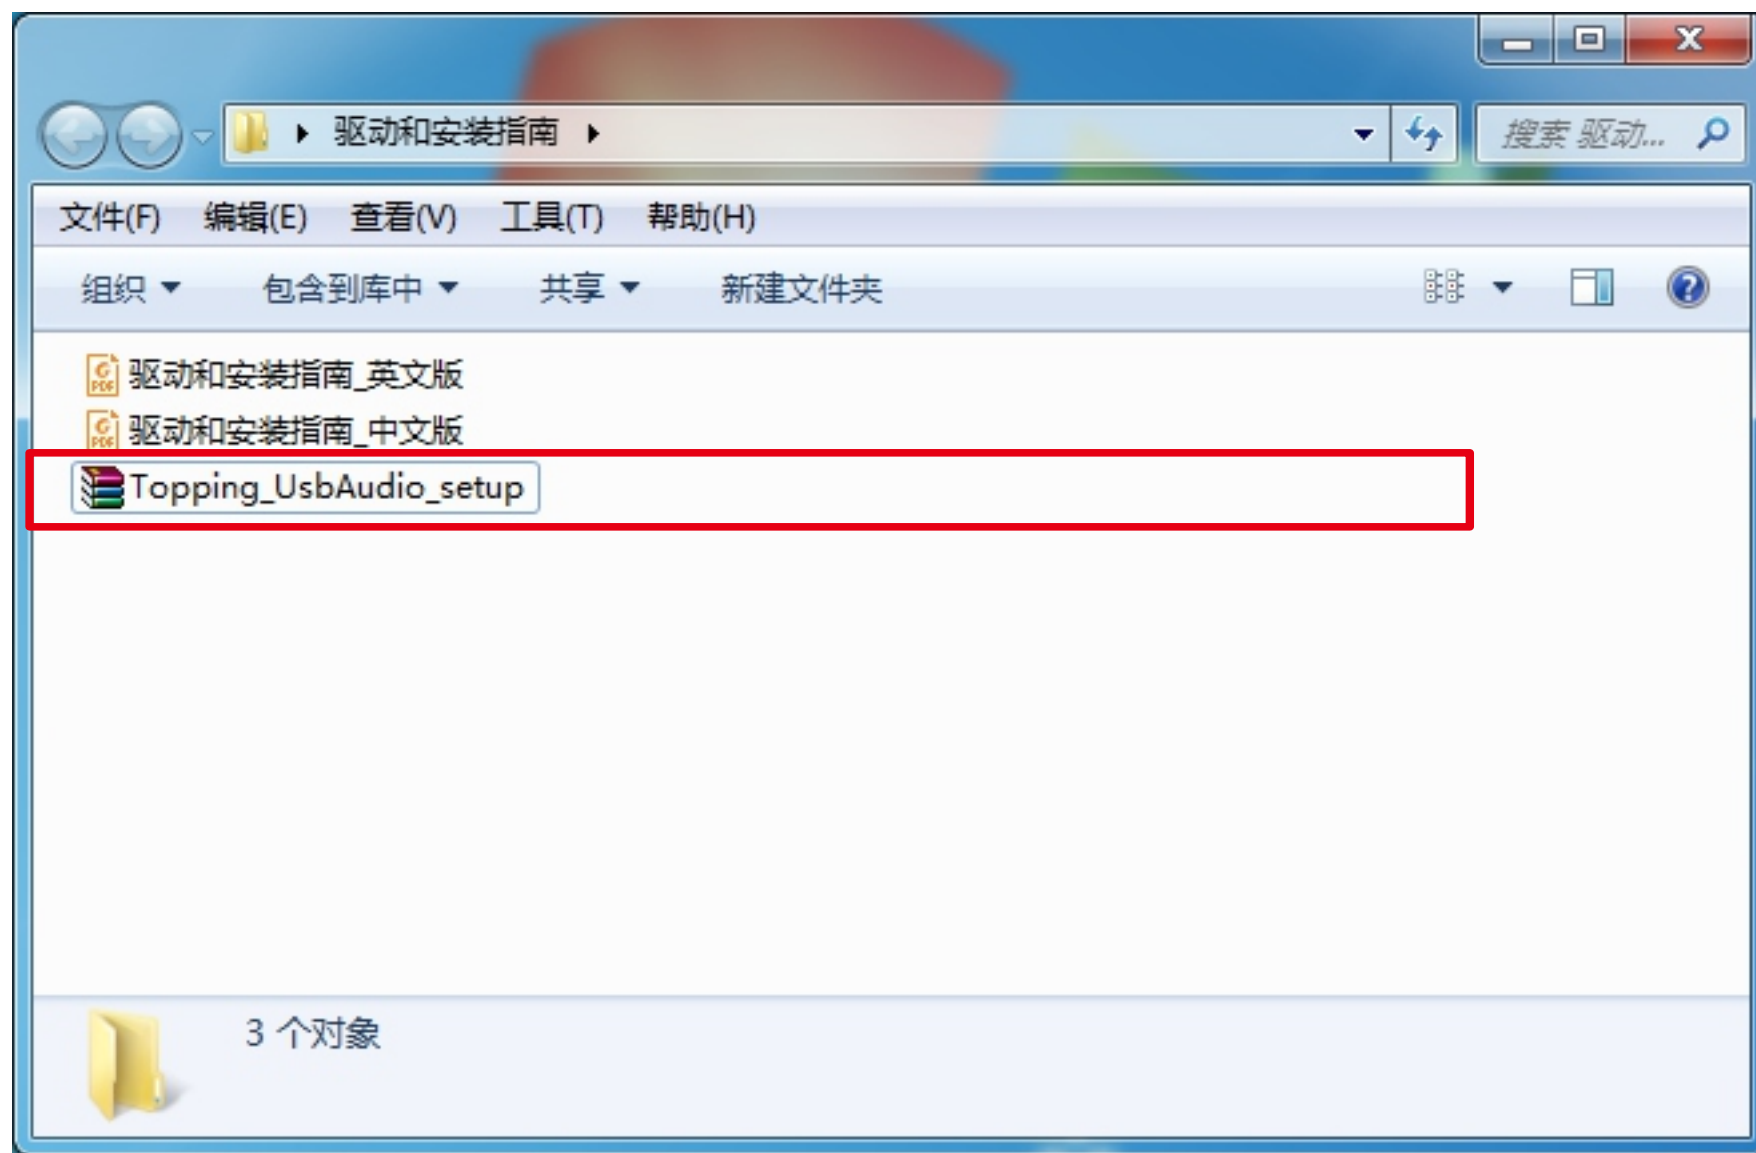 驱动和安装指南
搜索 驱动...
文件(F) 编辑(E) 查看(V) 工具(T) 帮助(H)
组织 包含到库中 共享 新建文件夹
驱动和安装指南_英文版
驱动和安装指南_中文版
Topping_UsbAudio_setup
3 个对象